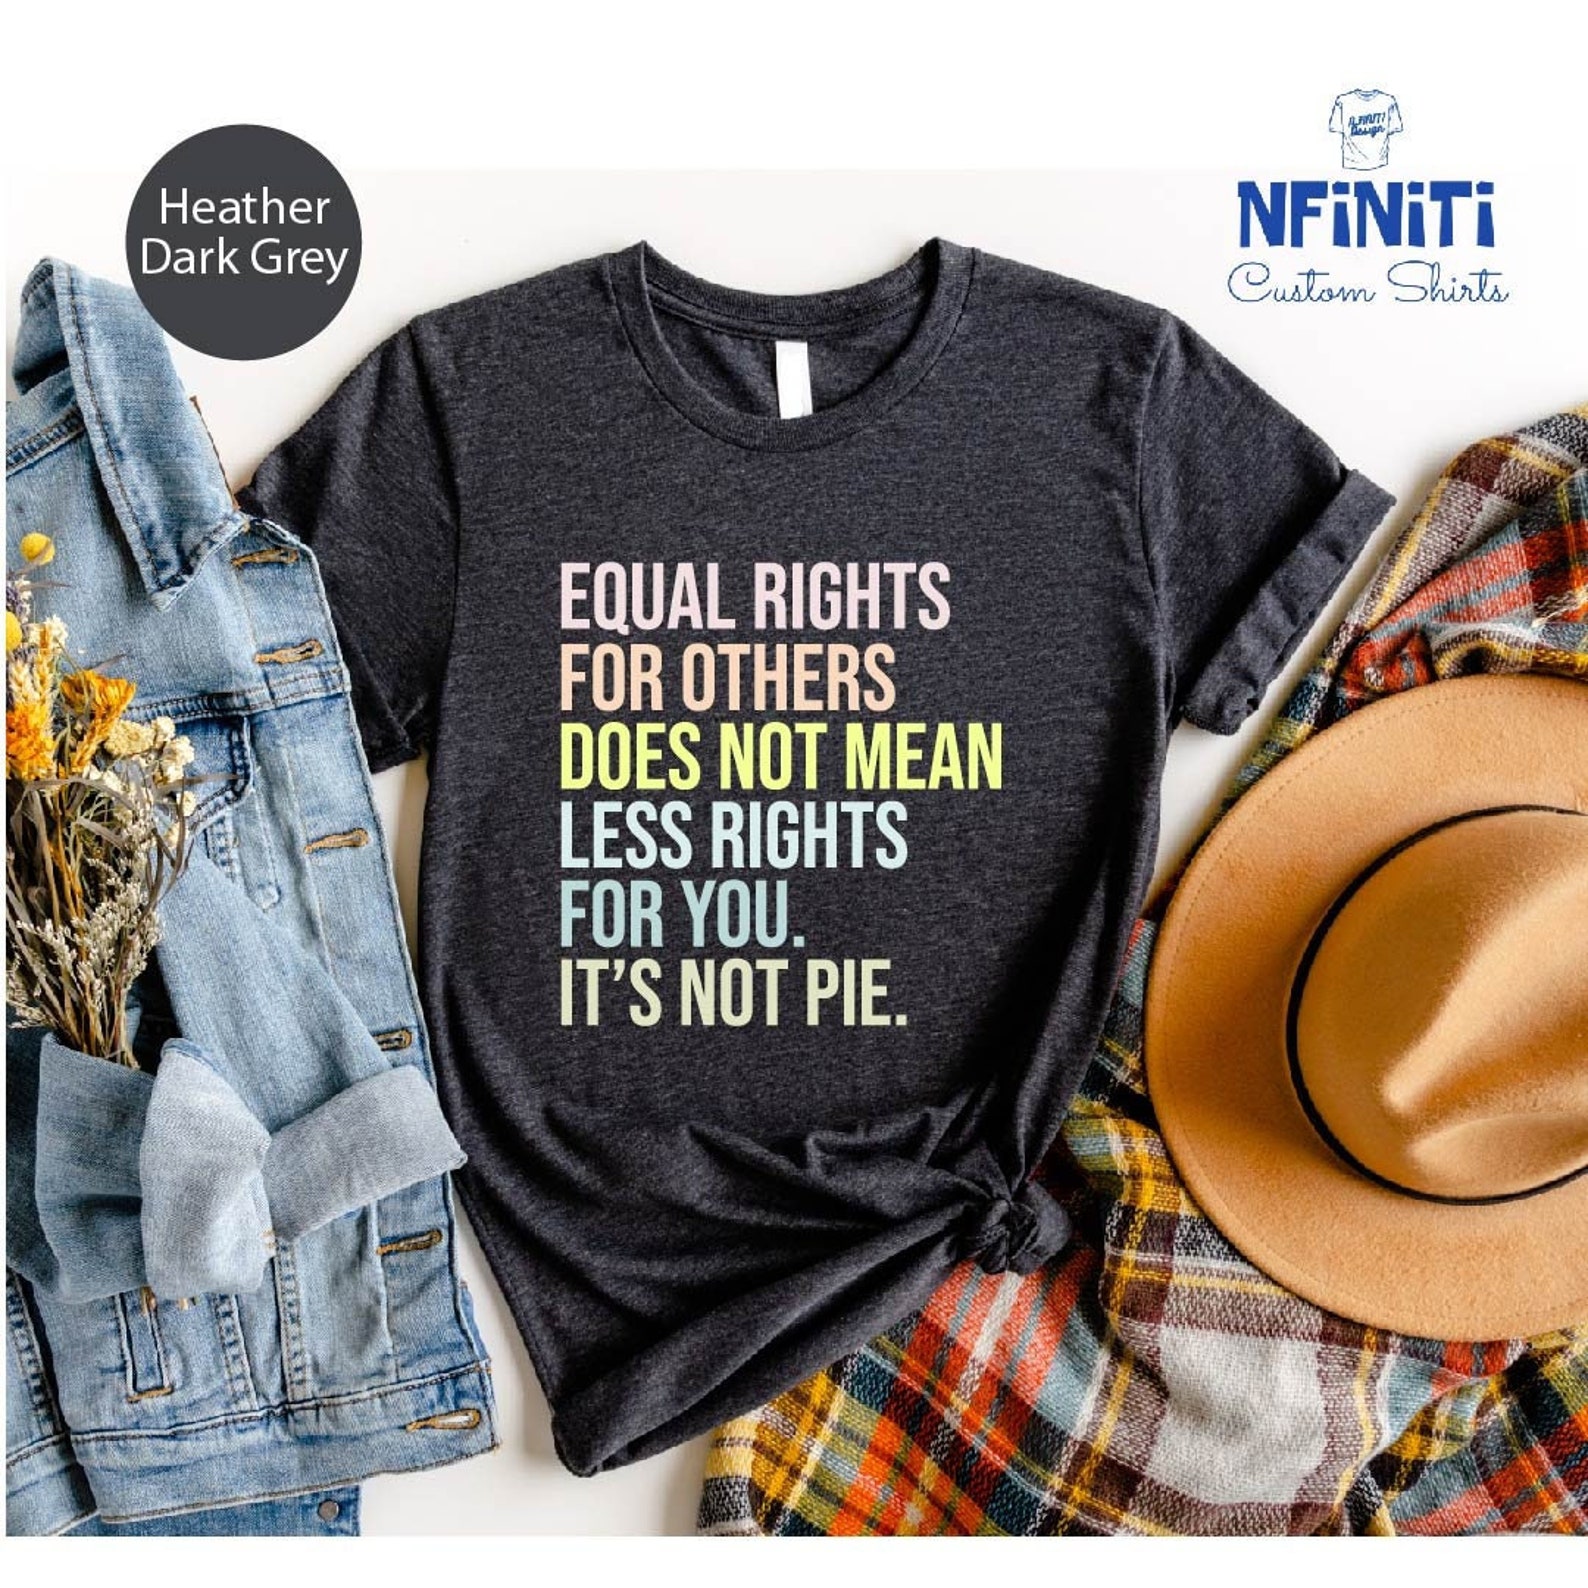 Heather
Dark Grey
NFiNiTi
Design
NFiNiTi
Custom Shirts
EQUAL RIGHTS
FOR OTHERS
DOES NOT MEAN
LESS RIGHTS
FOR YOU.
IT’S NOT PIE.